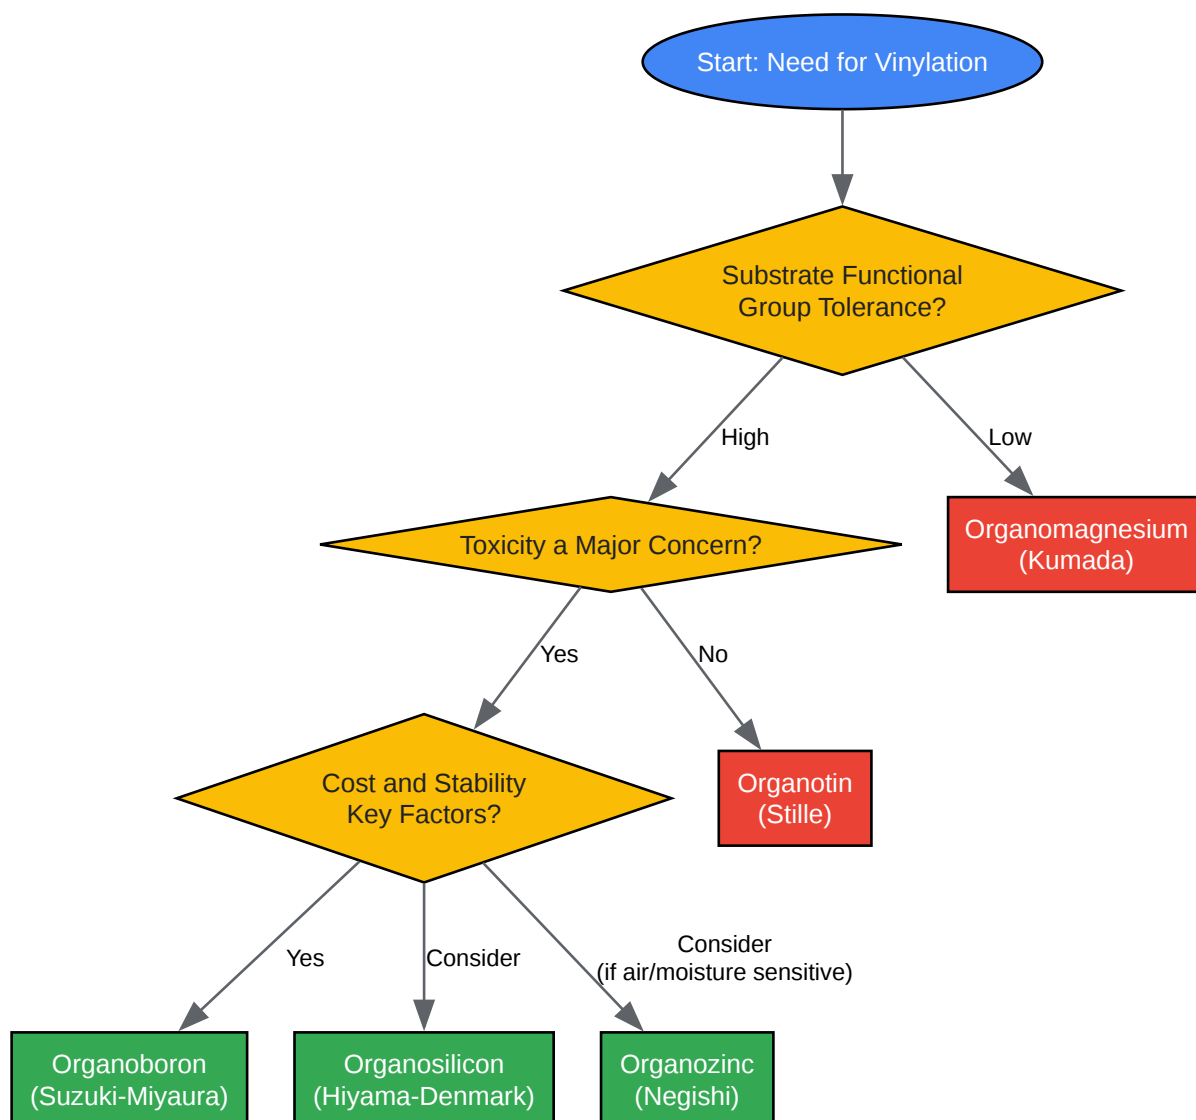 Start: Need for Vinylation
Substrate Functional
Group Tolerance?
High
Low
Organomagnesium
(Kumada)
Toxicity a Major Concern?
Yes
No
Organotin
(Stille)
Cost and Stability
Key Factors?
Yes
Consider
Consider
(if air/moisture sensitive)
Organoboron
(Suzuki-Miyaura)
Organosilicon
(Hiyama-Denmark)
Organozinc
(Negishi)